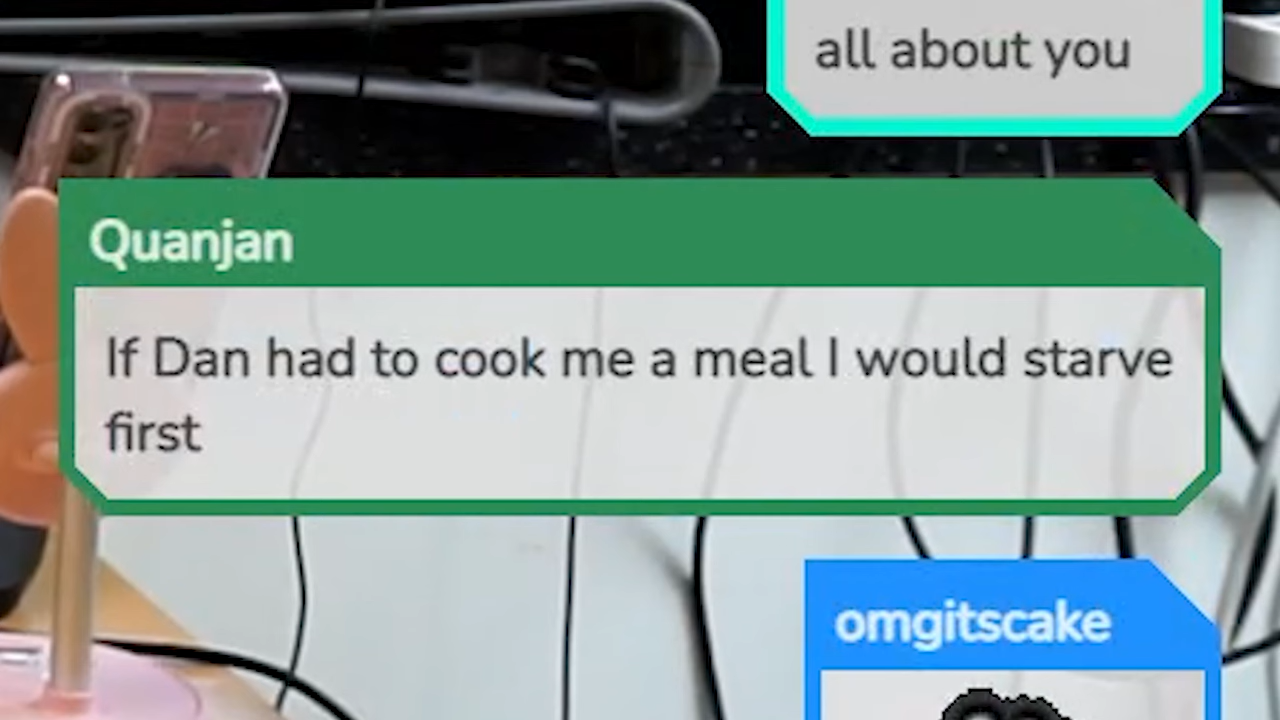 all about you
Quanjan
If Dan had to cook me a meal I would starve
first
omgitscake